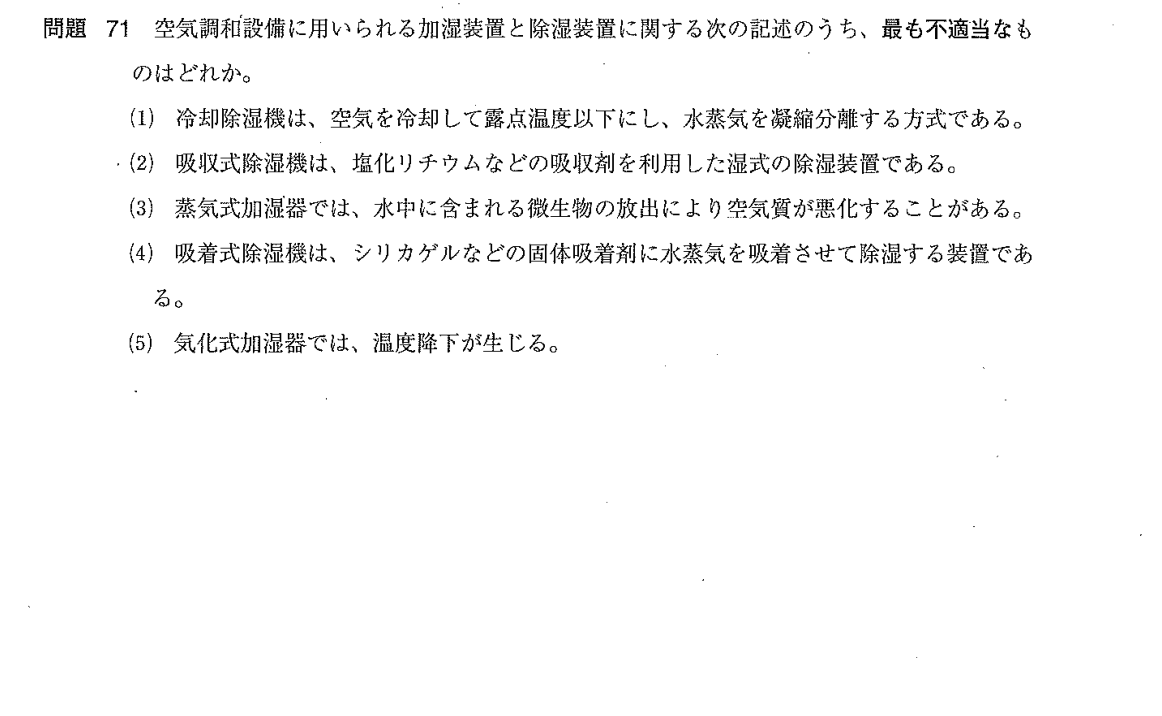 問題 71 空気調和設備に用いられる加湿装置と除湿装置に関する次の記述のうち、最も不適当なも
のはどれか。
(1) 冷却除湿機は、空気を冷却して露点温度以下にし、水蒸気を凝縮分離する方式である。
(2) 吸収式除湿機は、塩化リチウムなどの吸収剤を利用した湿式の除湿装置である。
(3) 蒸気式加湿器では、水中に含まれる微生物の放出により空気質が悪化することがある。
(4) 吸着式除湿機は、シリカゲルなどの固体吸着剤に水蒸気を吸着させて除湿する装置であ
る。
(5) 気化式加湿器では、温度降下が生じる。